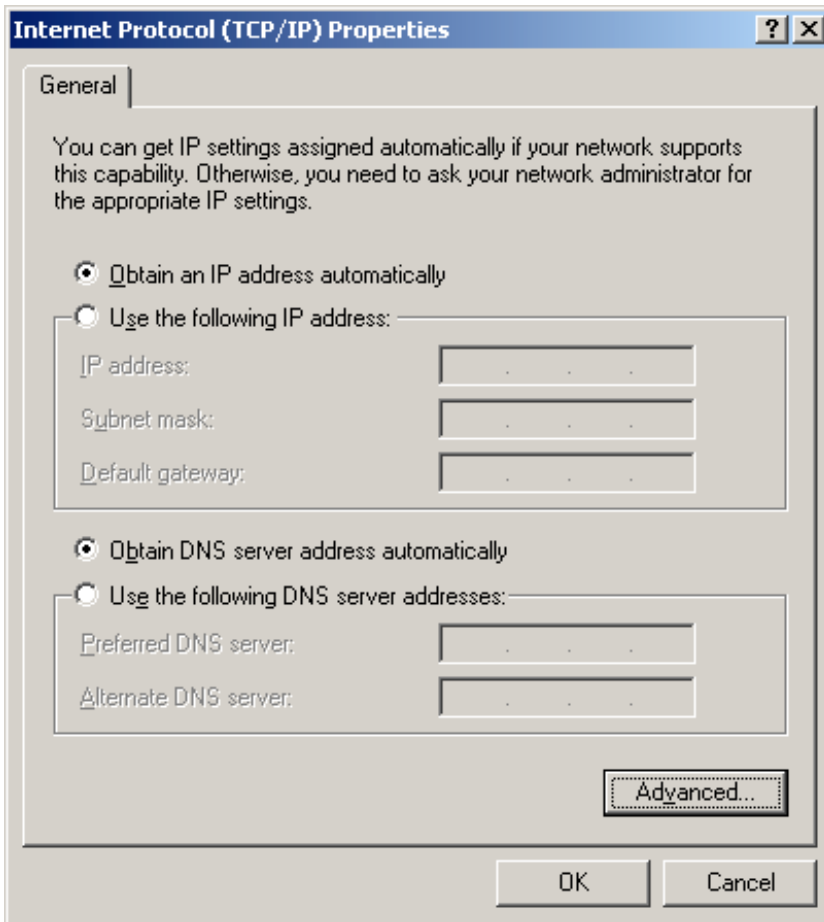 Internet Protocol (TCP/IP) Properties
General
You can get IP settings assigned automatically if your network supports
this capability. Otherwise, you need to ask your network administrator for
the appropriate IP settings.
Obtain an IP address automatically
Use the following IP address:
IP address:
Subnet mask:
Default gateway:
Obtain DNS server address automatically
Use the following DNS server addresses:
Preferred DNS server:
Alternate DNS server:
Advanced...
OK Cancel